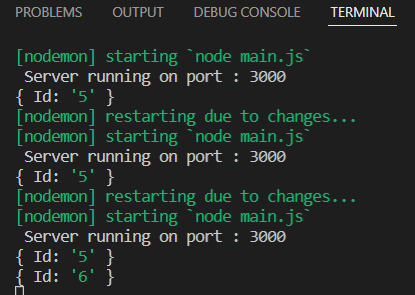 PROBLEMS OUTPUT DEBUG CONSOLE TERMINAL
[nodemon] starting `node main.js`
Server running on port : 3000
{ Id: '5' }
[nodemon] restarting due to changes...
[nodemon] starting `node main.js`
Server running on port : 3000
{ Id: '5' }
[nodemon] restarting due to changes...
[nodemon] starting `node main.js`
Server running on port : 3000
{ Id: '5' }
{ Id: '6' }